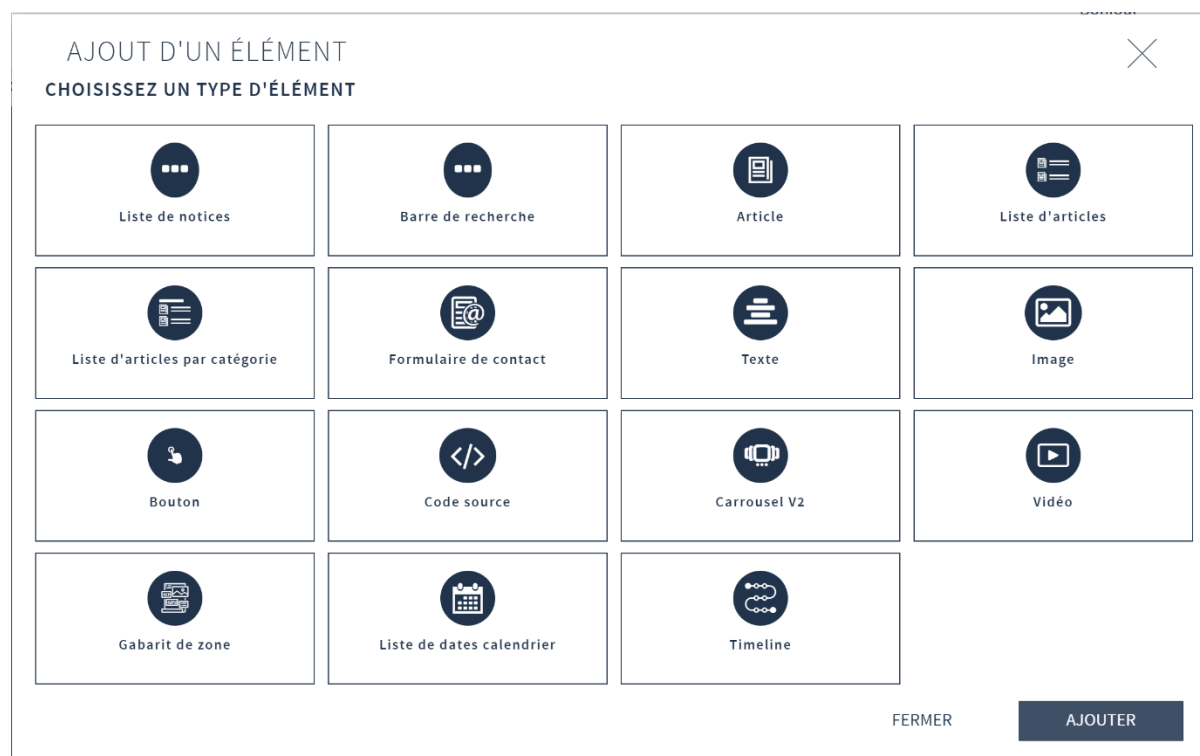 AJOUT D'UN ÉLÉMENT
CHOISISSEZ UN TYPE D'ÉLÉMENT
Liste de notices
Barre de recherche
Article
Liste d'articles
Liste d'articles par catégorie
Formulaire de contact
Texte
Image
Bouton
Code source
Carrousel V2
Vidéo
Gabarit de zone
Liste de dates calendrier
Timeline
FERMER
AJOUTER